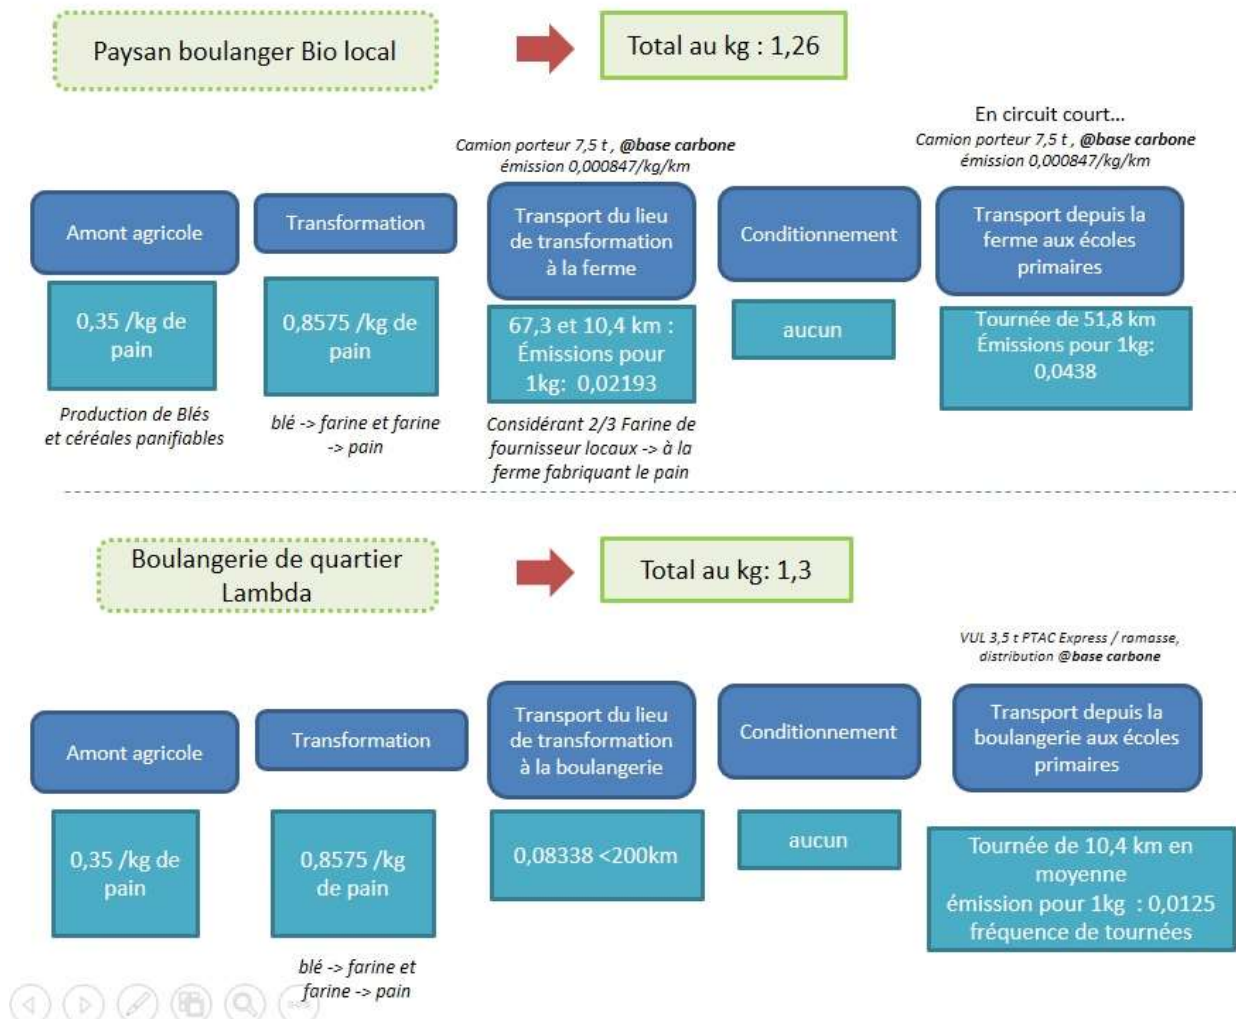 Paysan boulanger Bio local
Total au kg : 1,26
En circuit court...
Camion porteur 7,5 t , @base carbone
émission 0,000847/kg/km
Camion porteur 7,5 t , @base carbone
émission 0,000847/kg/km
Amont agricole
Transformation
Transport du lieu
de transformation
à la ferme
Conditionnement
Transport depuis la
ferme aux écoles
primaires
0,35 /kg de
pain
0,8575 /kg de
pain
67,3 et 10,4 km :
Émissions pour
1kg: 0,02193
aucun
Tournée de 51,8 km
Émissions pour 1kg:
0,0438
Production de Blés
et céréales panifiables
blé -> farine et farine
-> pain
Considérant 2/3 Farine de
fournisseur locaux -> à la
ferme fabriquant le pain
Boulangerie de quartier
Lambda
Total au kg: 1,3
VUL 3,5 t PTAC Express / ramasse,
distribution @base carbone
Amont agricole
Transformation
Transport du lieu
de transformation
à la boulangerie
Conditionnement
Transport depuis la
boulangerie aux écoles
primaires
0,35 /kg de
pain
0,8575 /kg
de pain
0,08338 <200km
aucun
Tournée de 10,4 km en
moyenne
émission pour 1kg : 0,0125
fréquence de tournées
blé -> farine et
farine -> pain